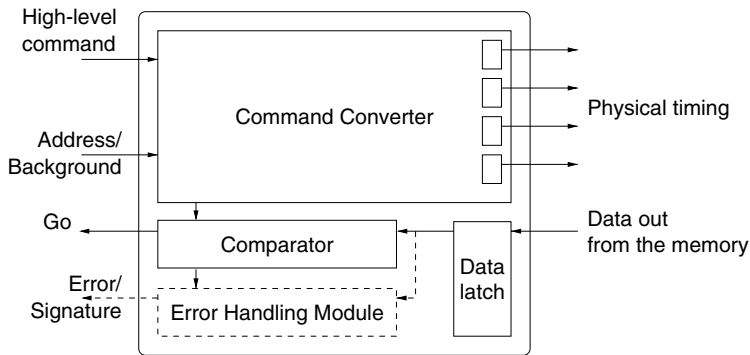 High-level
command
Command Converter
Physical timing
Address/
Background
Go
Comparator
Data out
from the memory
Data
latch
Error/
Signature
Error Handling Module